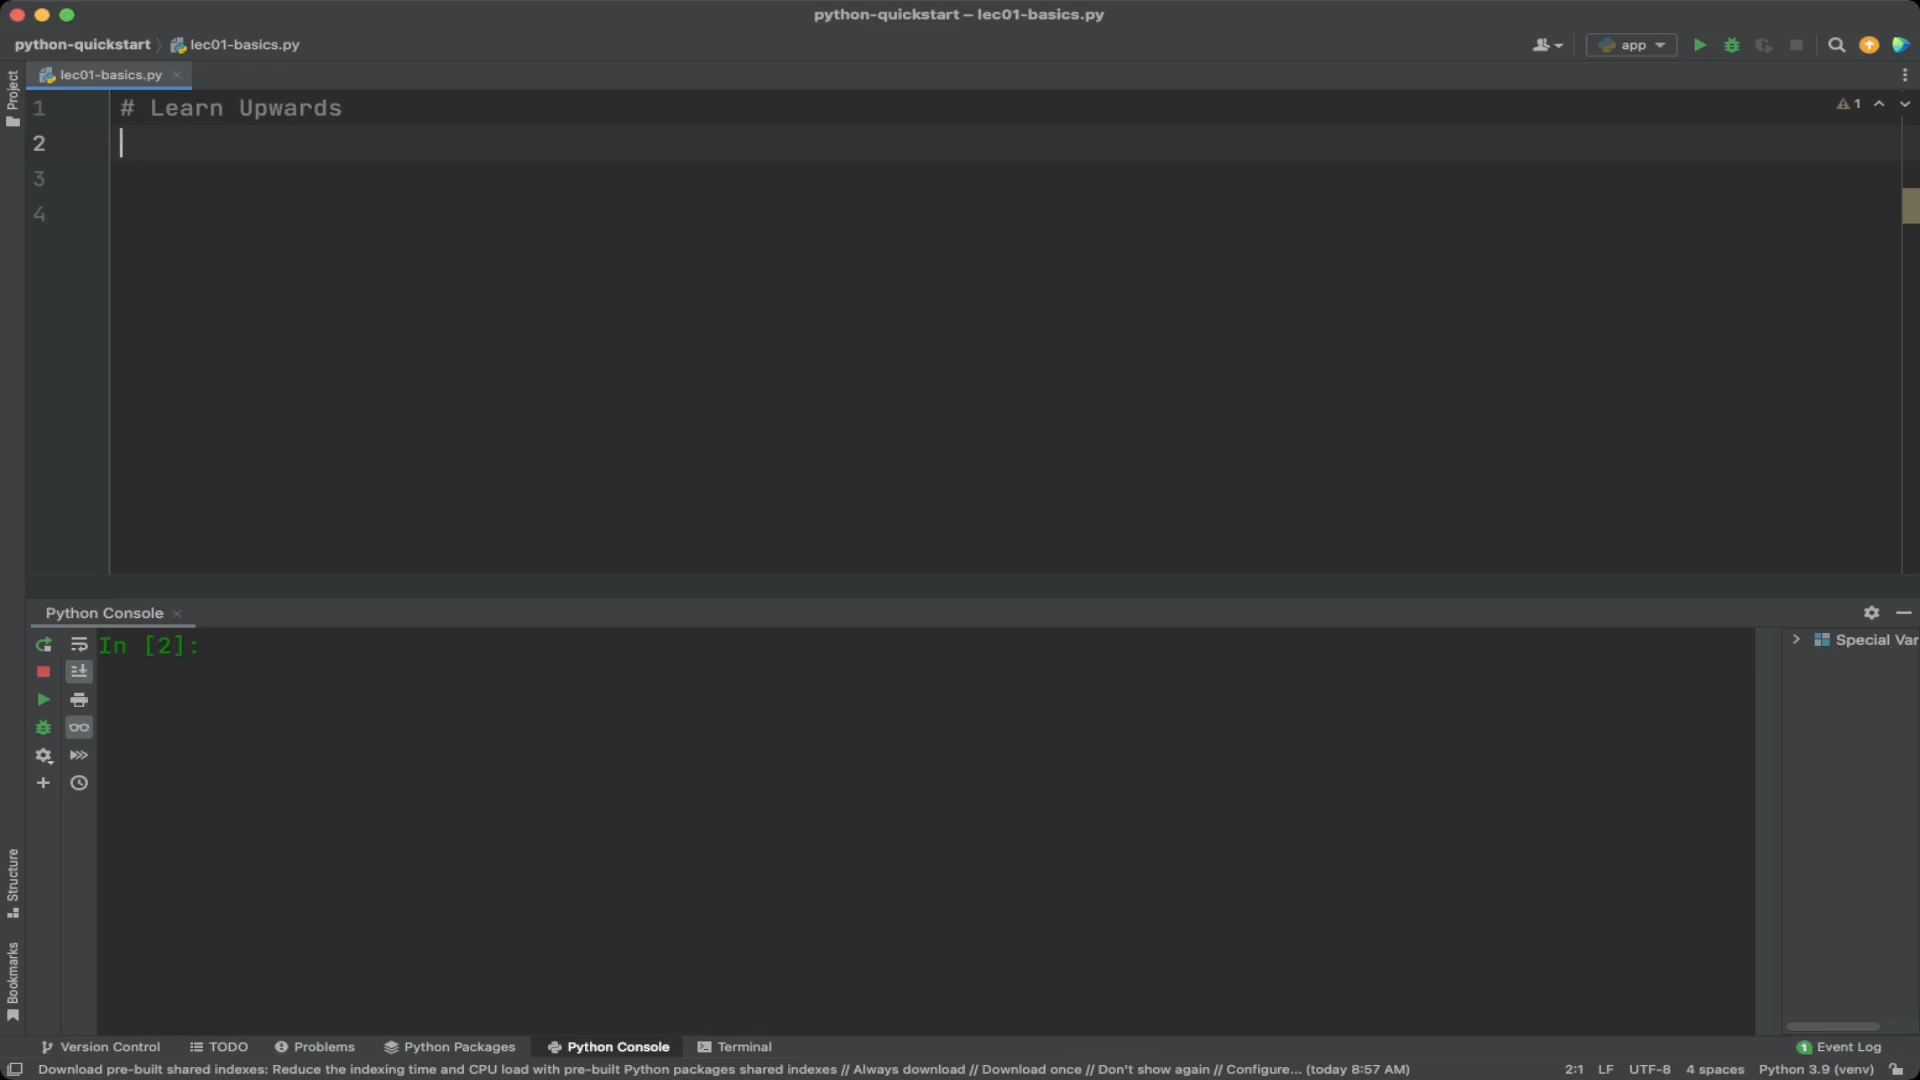 python-quickstart – lec01-basics.py
python-quickstart lec01-basics.py
app
lec01-basics.py
Project
1 # Learn Upwards
1
2
3
4
Python Console
In [2]:
Special Var
Structure
Bookmarks
Version Control TODO Problems Python Packages Python Console Terminal
1 Event Log
Download pre-built shared indexes: Reduce the indexing time and CPU load with pre-built Python packages shared indexes // Always download // Download once // Don't show again // Configure... (today 8:57 AM) 2:1 LF UTF-8 4 spaces Python 3.9 (venv)